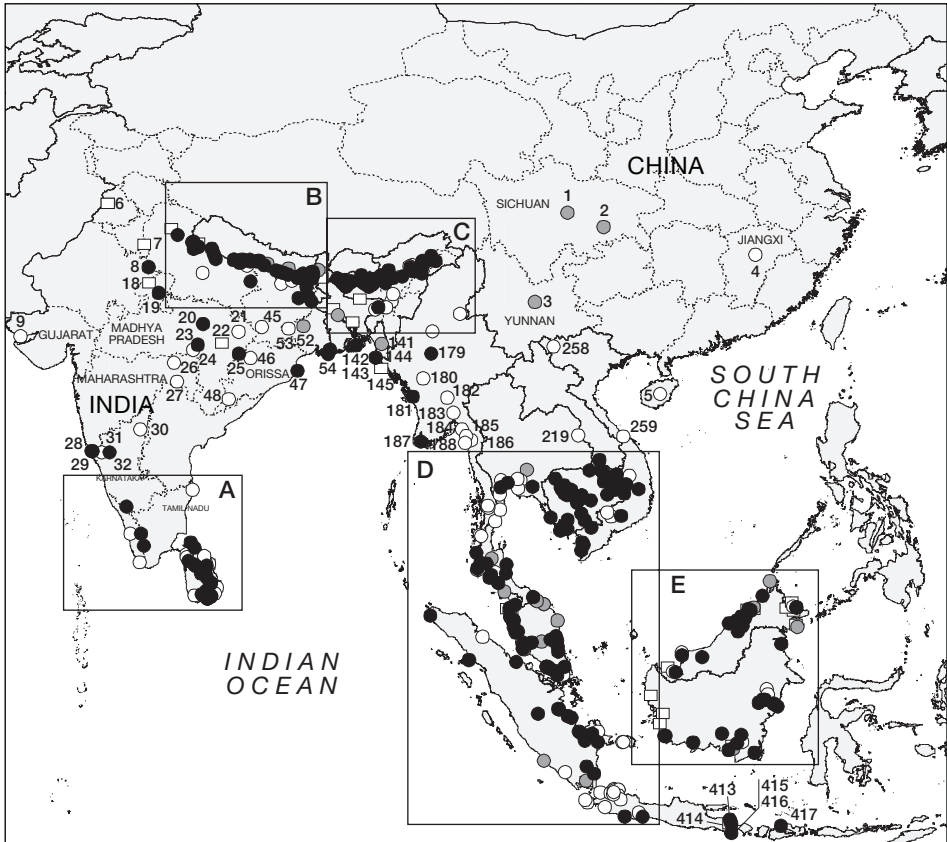 CHINA
1
SICHUAN
2
B
6
C
JIANGXI
4
7
8
18
19
3
YUNNAN
9
GUJARAT
MADHYA
PRADESH
20
21
45
23
22
53
52
141
142
144
179
258
24
54
143
26
25
46
MAHARASHTRA
ORISSA
47
145
180
5
SOUTH
CHINA
SEA
27
48
182
INDIA
181
183
30
184
185
28
31
187
188
186
219
259
29
32
D
KARNATAKA
A
TAMIL NADU
E
INDIAN
OCEAN
413
415
416
414
417